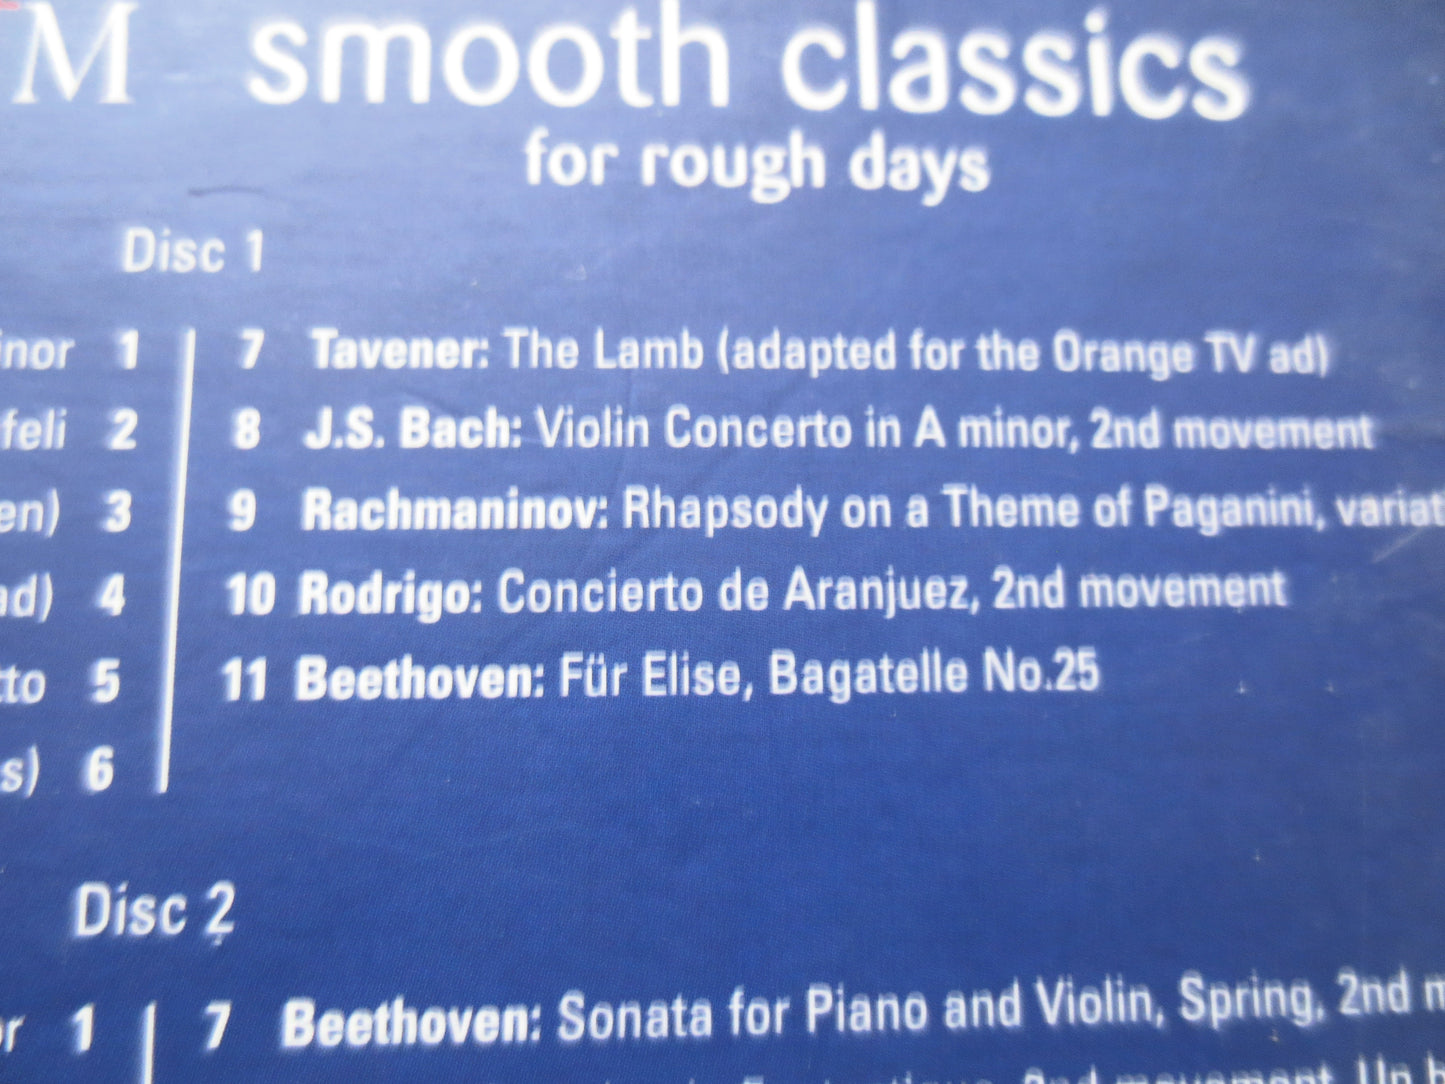 M smooth classics
for rough days
Disc 1
inor 1
feli 2
en) 3
ad) 4
tto 5
s) 6
7 Tavener: The Lamb (adapted for the Orange TV ad)
8 J.S. Bach: Violin Concerto in A minor, 2nd movement
9 Rachmaninov: Rhapsody on a Theme of Paganini, variat
10 Rodrigo: Concierto de Aranjuez, 2nd movement
11 Beethoven: Für Elise, Bagatelle No.25
Disc 2
or 1
7 Beethoven: Sonata for Piano and Violin, Spring, 2nd m